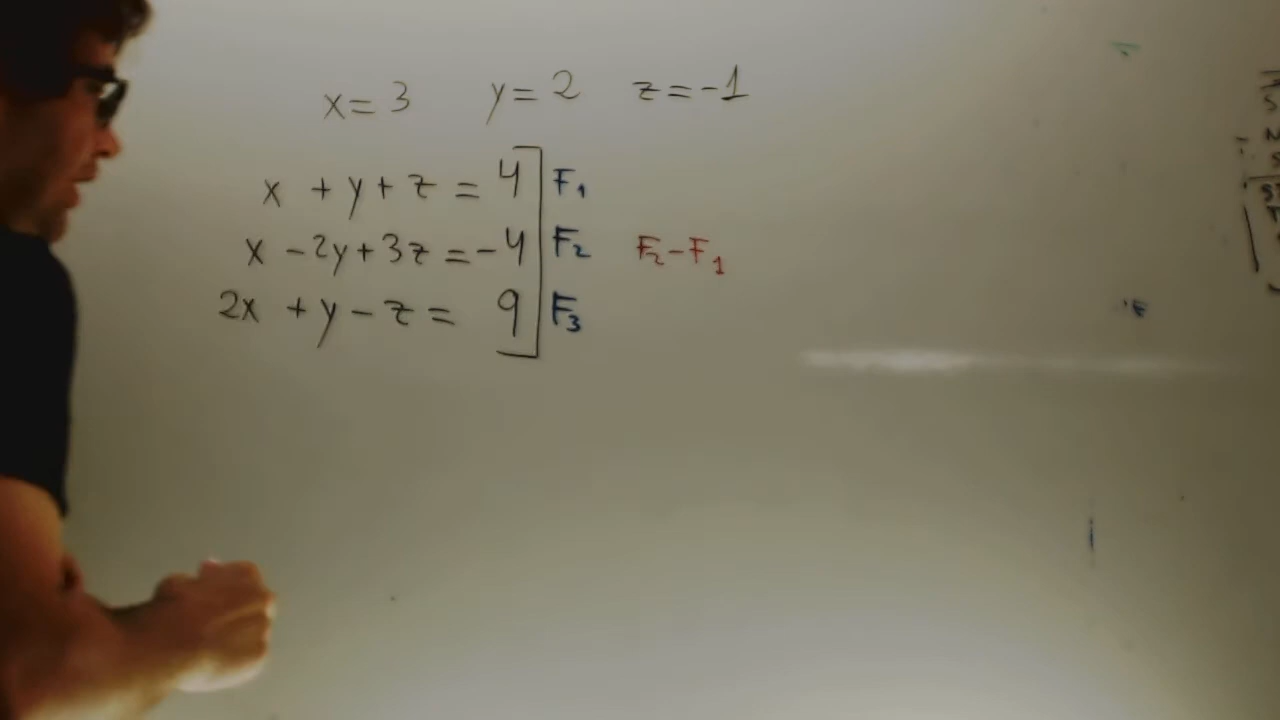 x = 3 y = 2 z = -1
x + y + z = 4 F₁
x - 2y + 3z = -4 F₂ F₂-F₁
2x + y - z = 9 F₃